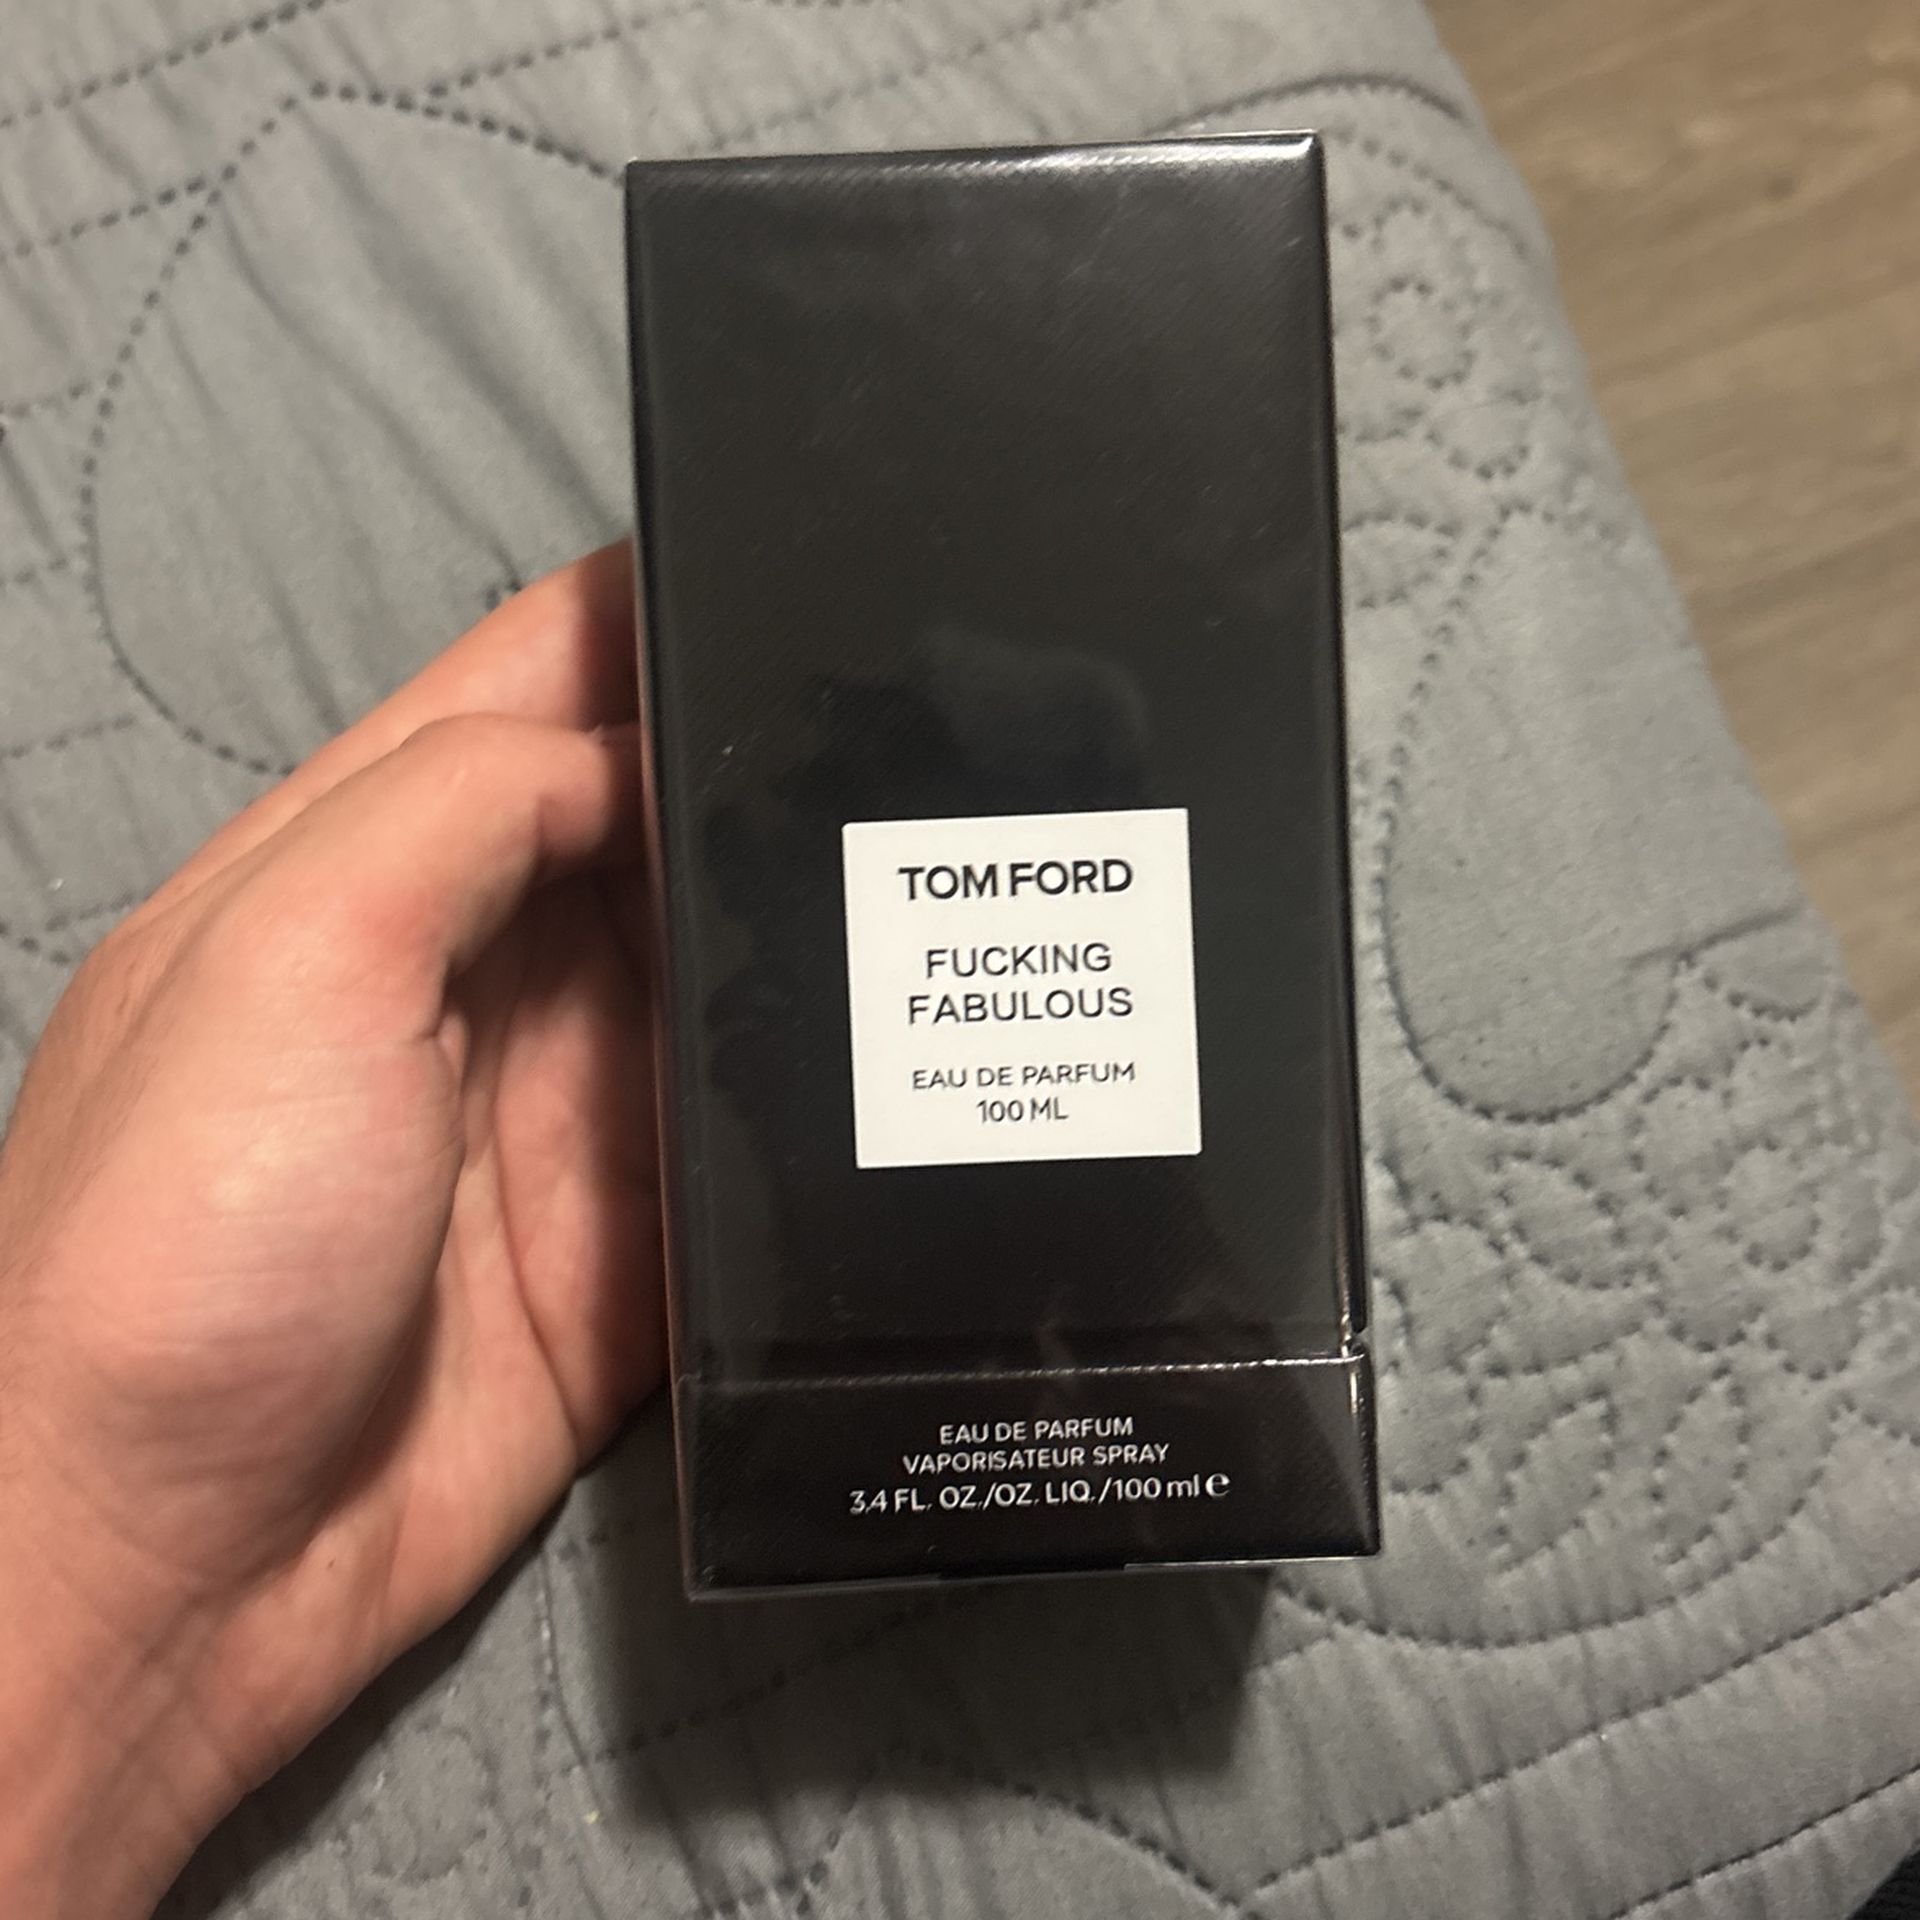 TOM FORD
FUCKING
FABULOUS
EAU DE PARFUM
100 ML
EAU DE PARFUM
VAPORISATEUR SPRAY
3.4 FL. OZ./OZ. LIQ./100 ml ℮